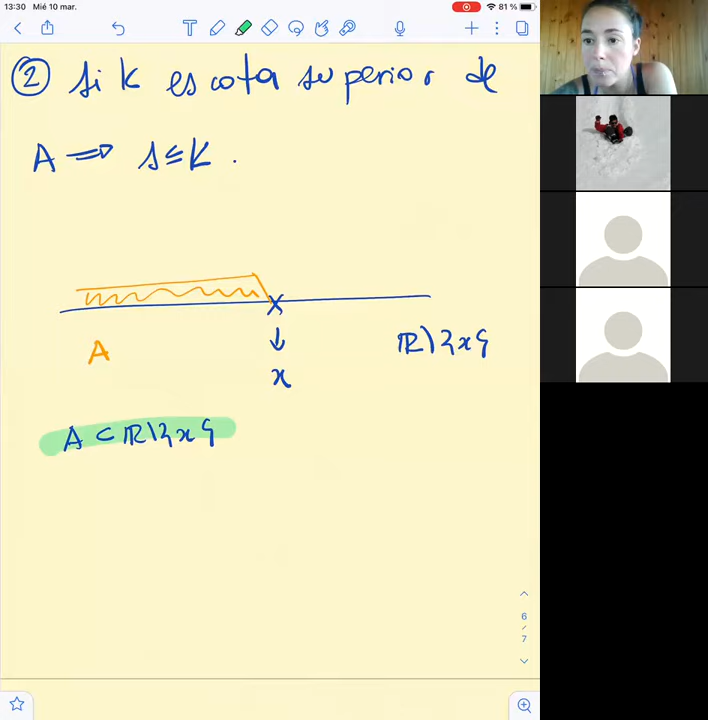 13:30 Mié 10 mar. 81 %
② si k es cota superior de
A ⟹ s ≤ k .
A
x
ℝ\{x}
A ⊂ ℝ\{x}
6
/
7